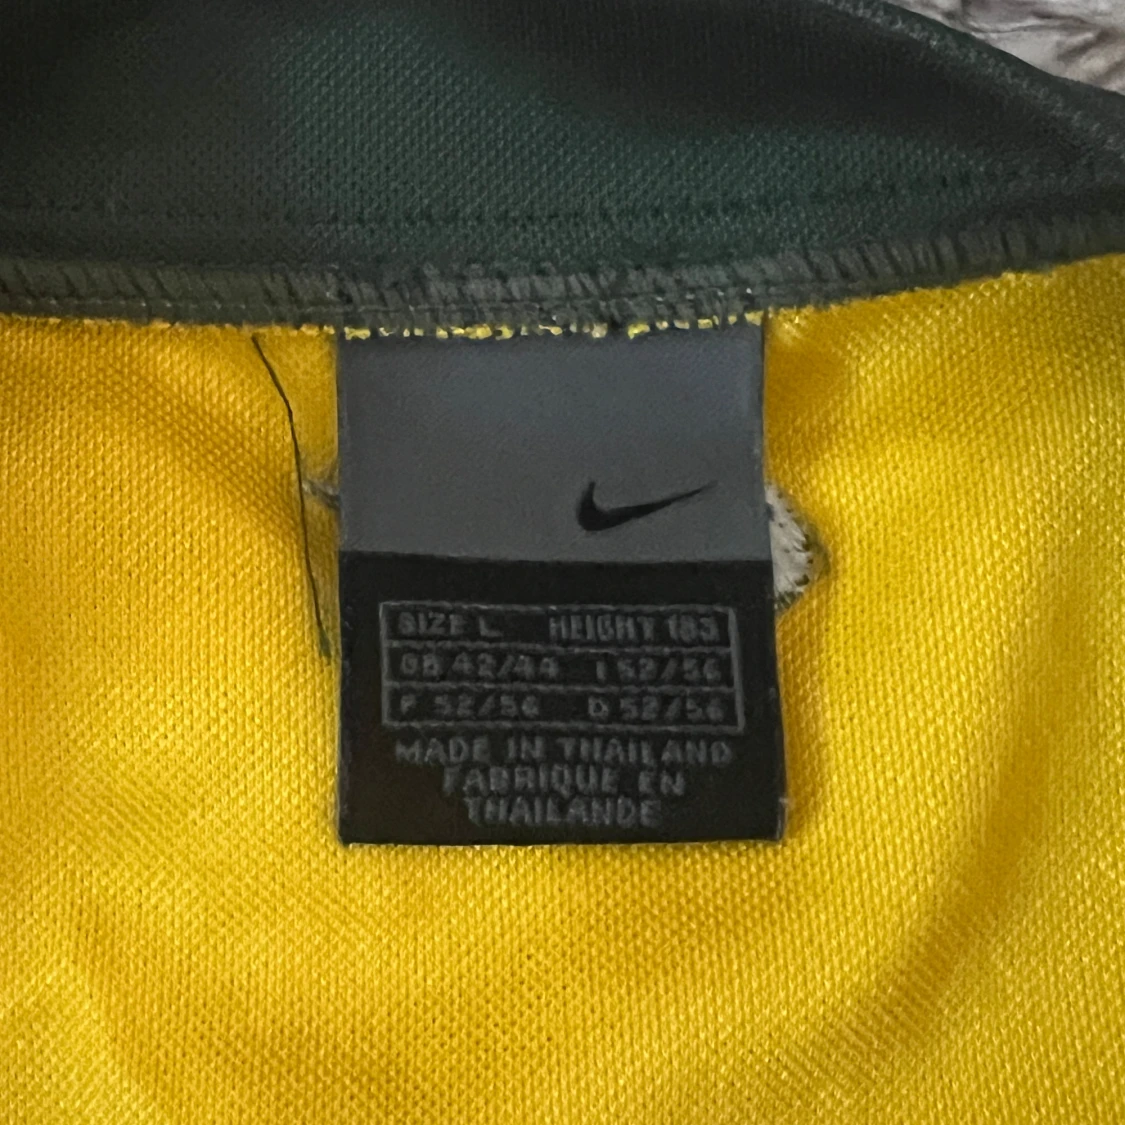 SIZE L HEIGHT 183
GB 42/44 I 52/56
F 52/56 D 52/56
MADE IN THAILAND
FABRIQUE EN
THAILANDE